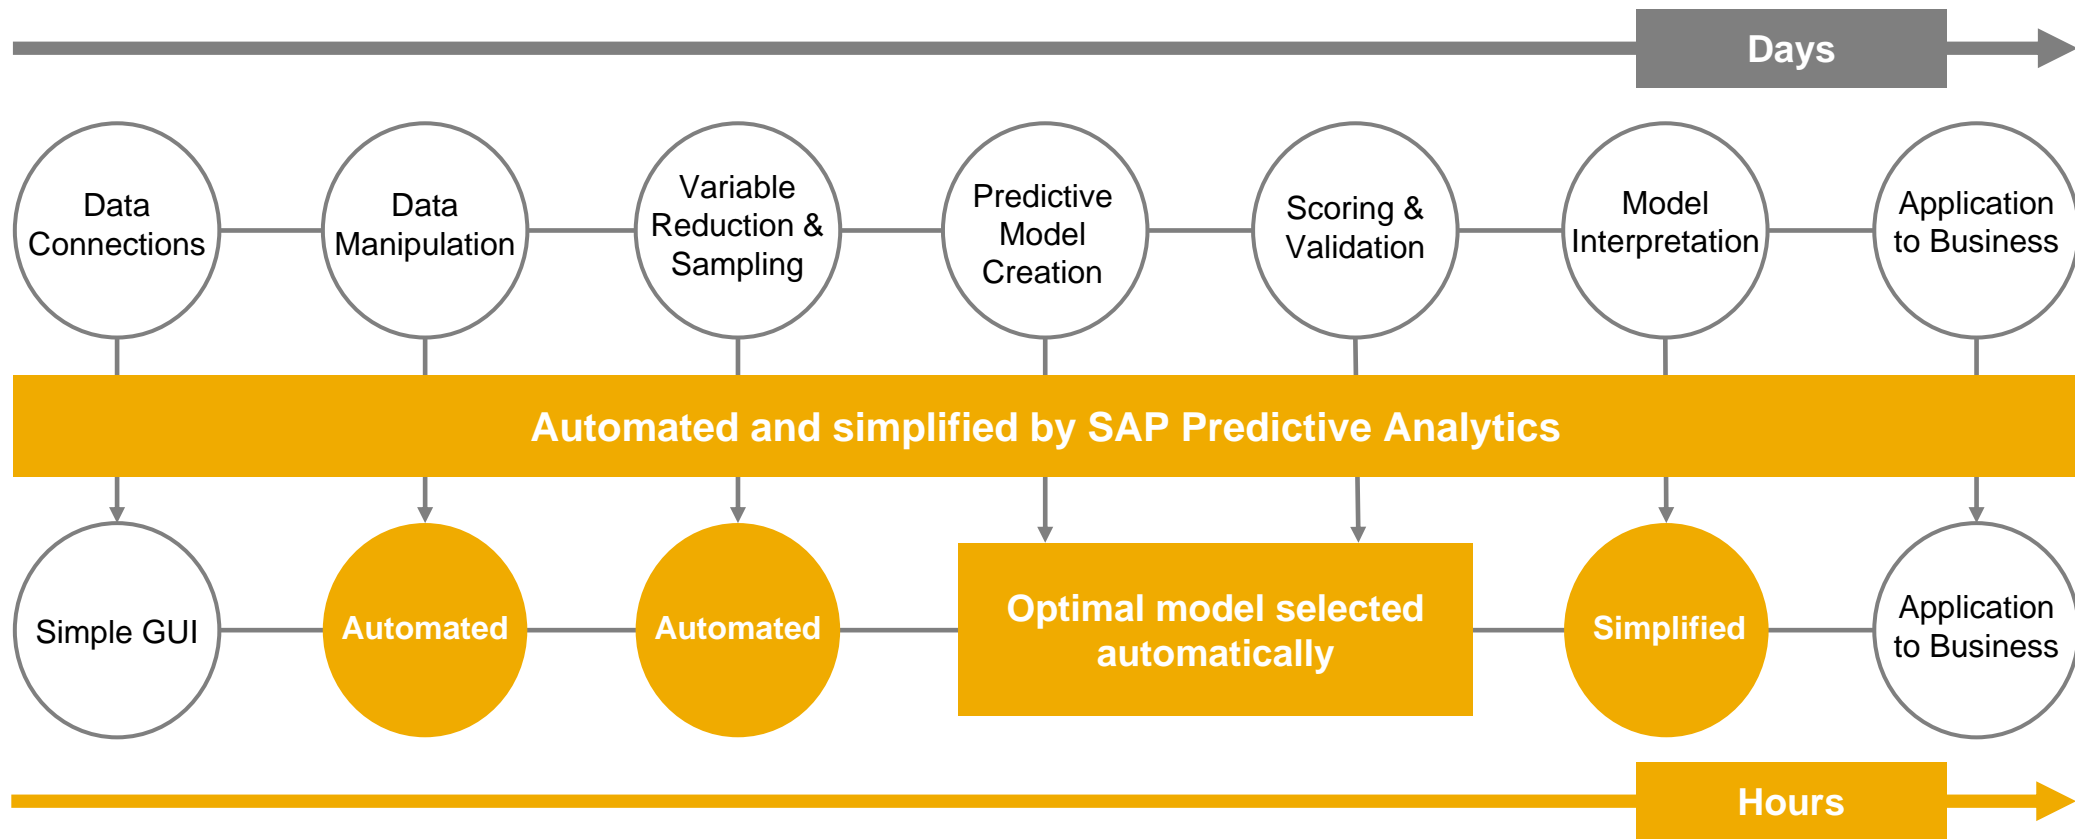 Days
Data
Connections
Data
Manipulation
Variable
Reduction &
Sampling
Predictive
Model
Creation
Scoring &
Validation
Model
Interpretation
Application
to Business
Automated and simplified by SAP Predictive Analytics
Simple GUI
Automated
Automated
Optimal model selected
automatically
Simplified
Application
to Business
Hours